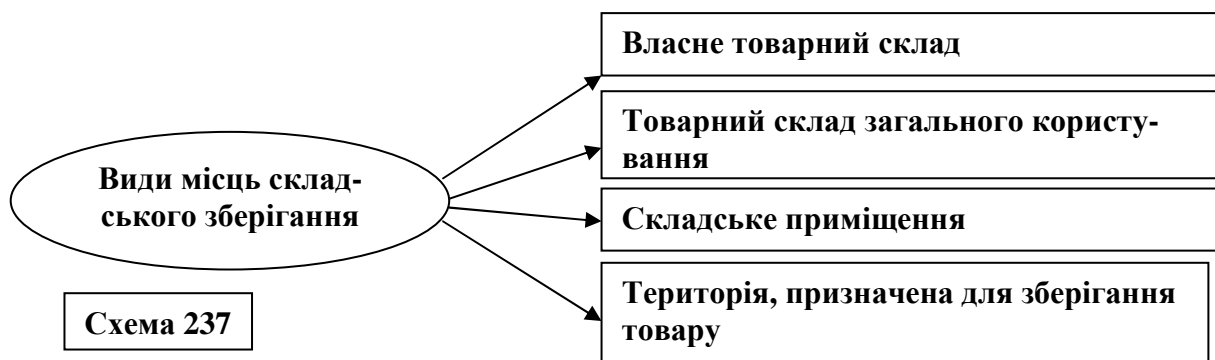 Власне товарний склад
Товарний склад загального користу-
вання
Види місць склад-
ського зберігання
Складське приміщення
Територія, призначена для зберігання
товару
Схема 237